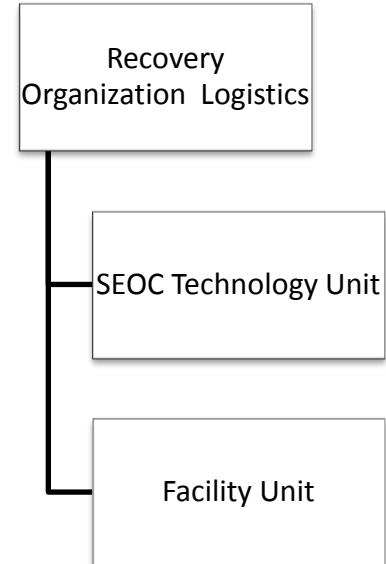 Recovery
Organization Logistics
SEOC Technology Unit
Facility Unit